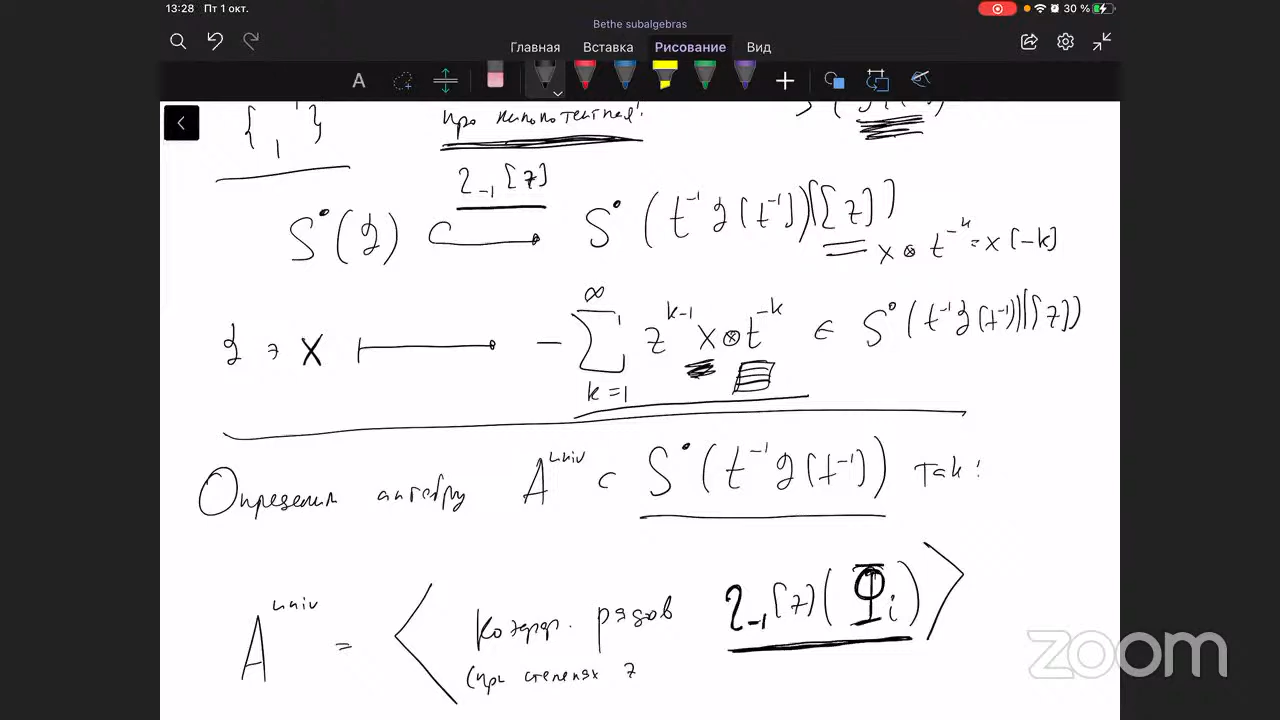 13:28 Пт 1 окт.
30 %
Bethe subalgebras
Главная Вставка Рисование Вид
A
{ , }
про нильпотентная!
2_{-1}[z]
S^•(g) ↪ S^•(t^{-1}g[t^{-1}])[[z]]
x ⊗ t^{-k} = x[-k]
g ∋ x ⟼ - ∑_{k=1}^{∞} z^{k-1} x ⊗ t^{-k} ∈ S^•(t^{-1}g[t^{-1}])[[z]]
Определим алгебру A^{univ} ⊂ S^•(t^{-1}g[t^{-1}]) так:
A^{univ} = < коэфф. рядов 2_{-1}[z](Φ_i) >
(при степенях z
zoom